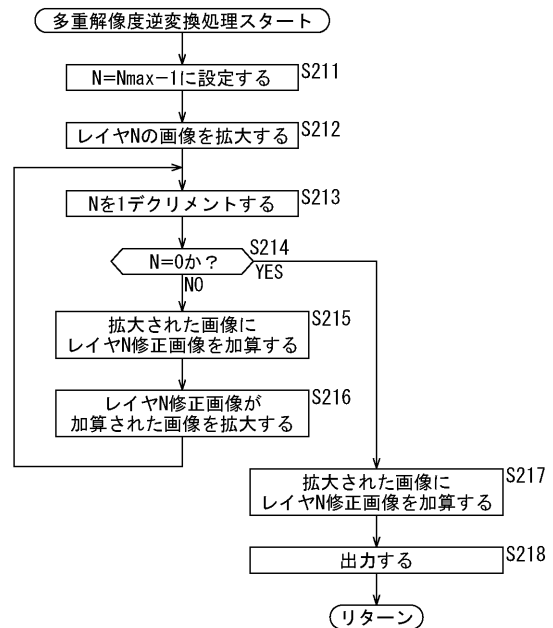 多重解像度逆変換処理スタート
N=Nmax-1に設定する
S211
レイヤNの画像を拡大する
S212
Nを1デクリメントする
S213
N=0か？
S214
YES
NO
拡大された画像に
レイヤN修正画像を加算する
S215
レイヤN修正画像が
加算された画像を拡大する
S216
拡大された画像に
レイヤN修正画像を加算する
S217
出力する
S218
リターン